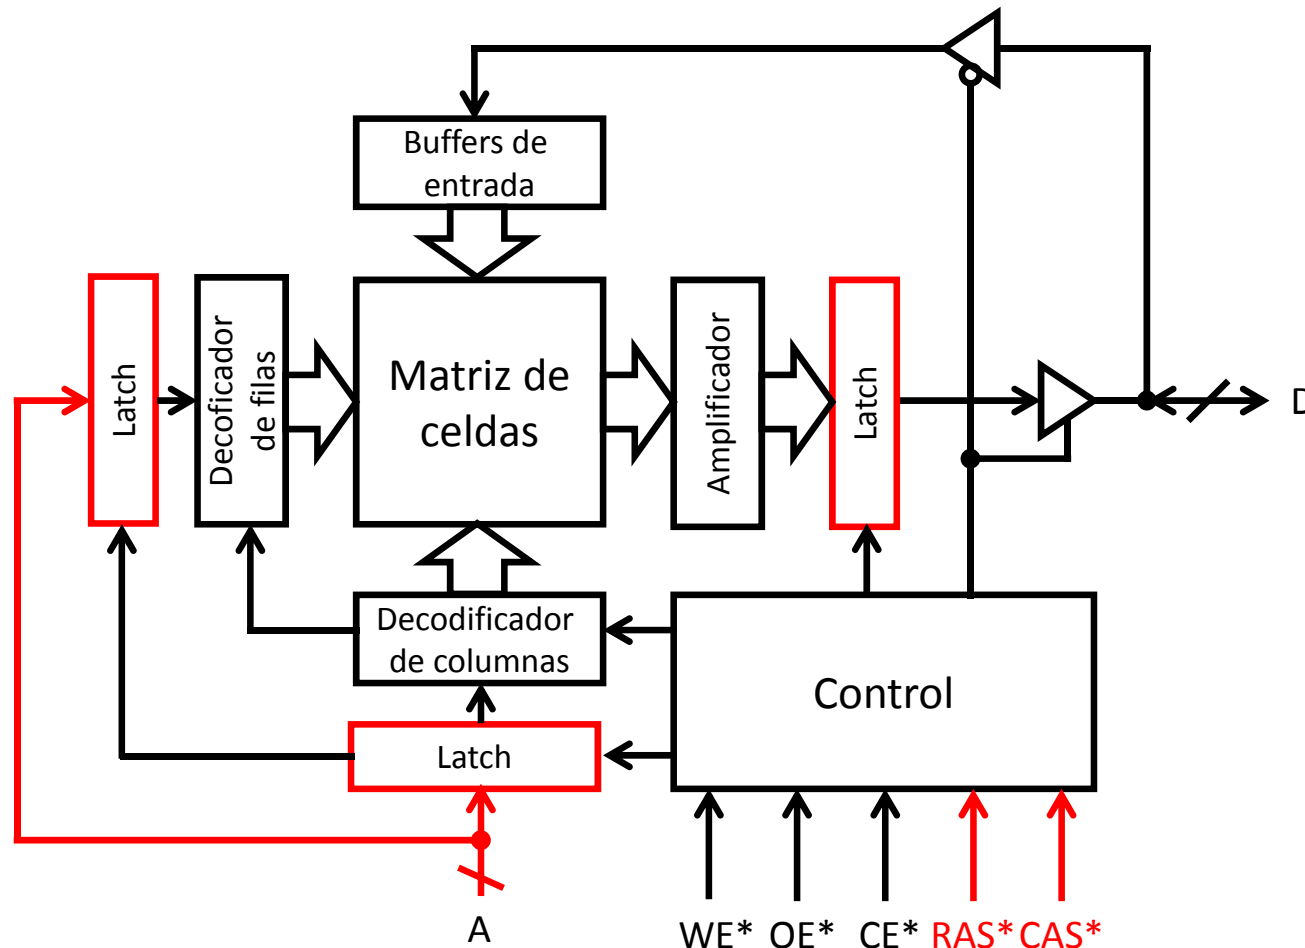 Buffers de
entrada
Latch
Decoficador
de filas
Matriz de
celdas
Amplificador
Latch
D
Decodificador
de columnas
Control
Latch
A
WE* OE* CE* RAS* CAS*